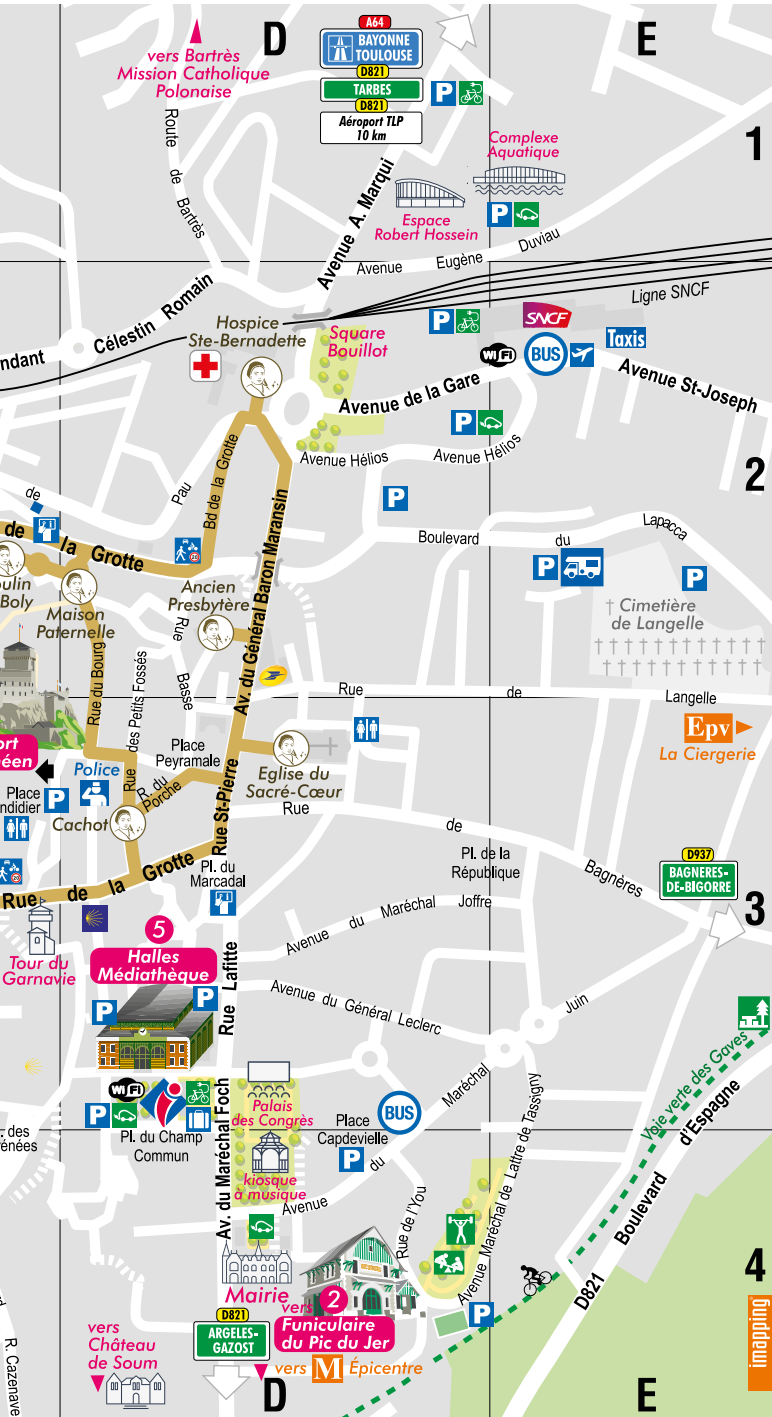 D
E
1
vers Bartrès
Mission Catholique
Polonaise
A64
BAYONNE
TOULOUSE
D821
TARBES
D821
Aéroport TLP
10 km
P
Route de Bartrès
Avenue A. Marqui
Complexe
Aquatique
Espace
Robert Hossein
P
Avenue Eugène Duviau
Célestin Romain
ndant
Hospice
Ste-Bernadette
Square
Bouillot
P
SNCF
Ligne SNCF
WiFi
BUS
Taxis
Avenue de la Gare
Avenue St-Joseph
P
Avenue Hélios
Avenue Hélios
2
P
de
Pau
Bd de la Grotte
Av. du Général Baron Maransin
Boulevard du Lapacca
de la Grotte
30
P
P
oulin
Boly
Maison
Paternelle
Ancien
Presbytère
† Cimetière
de Langelle
Rue Basse
Rue du Bourg
Rue des Petits Fossés
Rue de Langelle
Epv
La Ciergerie
ort
néen
Place
Peyramale
Police
Place
ndidier
P
R. du
Porche
Cachot
Eglise du
Sacré-Cœur
Rue St-Pierre
Rue de Bagnères
30
Rue de la Grotte
Pl. du
Marcadal
Pl. de la
République
D937
BAGNERES-
DE-BIGORRE
3
Avenue du Maréchal Joffre
Tour du
Garnavie
5
Halles
Médiathèque
P
P
Rue Lafitte
Avenue du Général Leclerc
Avenue du Maréchal Juin
Voie verte des Gaves
WiFi
P
Pl. du Champ
Commun
Av. du Maréchal Foch
Palais
des Congrès
Place
Capdevielle
BUS
P
. des
rénées
kiosque
à musique
Rue de l'You
Avenue Maréchal de Lattre de Tassigny
Boulevard d'Espagne
D821
4
Mairie
vers
2
Funiculaire
du Pic du Jer
P
D821
ARGELES-
GAZOST
vers M Épicentre
vers
Château
de Soum
R. Cazenave
imapping
D
E